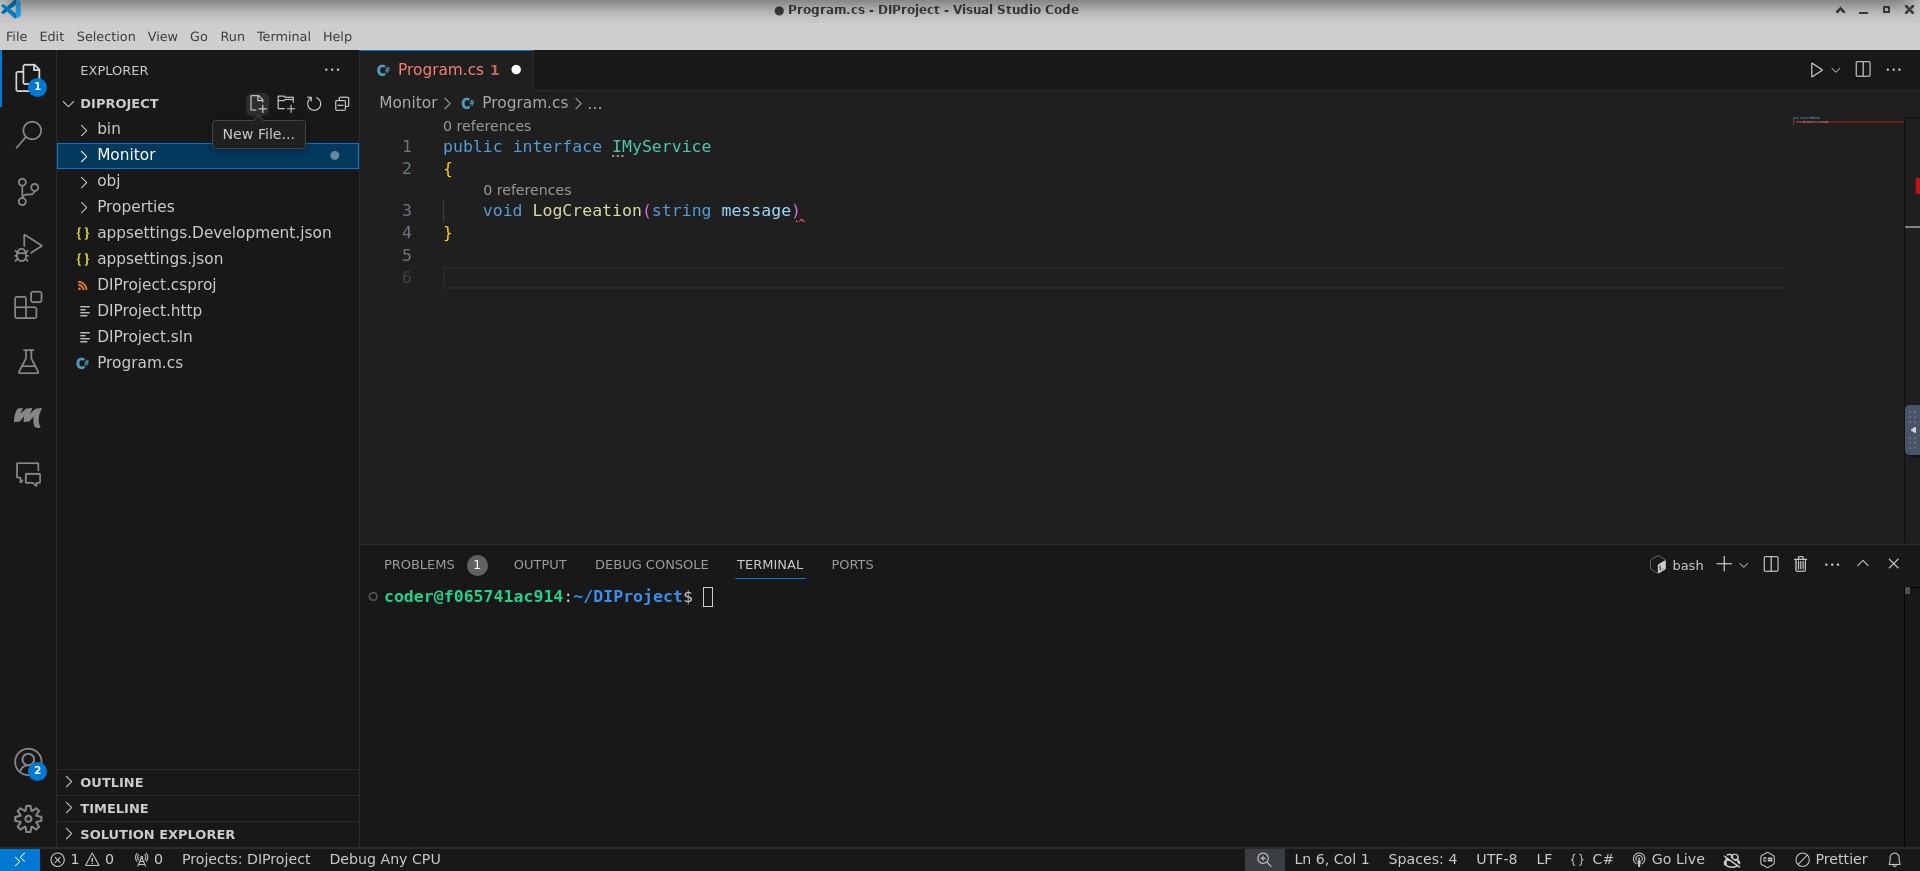 ● Program.cs - DIProject - Visual Studio Code
File Edit Selection View Go Run Terminal Help
1
EXPLORER
DIPROJECT
New File...
bin
Monitor
obj
Properties
{} appsettings.Development.json
{} appsettings.json
DIProject.csproj
DIProject.http
DIProject.sln
C# Program.cs
OUTLINE
TIMELINE
SOLUTION EXPLORER
2
C# Program.cs 1
Monitor > C# Program.cs > ...
0 references
1 public interface IMyService
2 {
0 references
3 void LogCreation(string message)
4 }
5
6
PROBLEMS 1 OUTPUT DEBUG CONSOLE TERMINAL PORTS
bash
coder@f065741ac914:~/DIProject$
1 0 0 Projects: DIProject Debug Any CPU
Ln 6, Col 1 Spaces: 4 UTF-8 LF {} C# Go Live Prettier